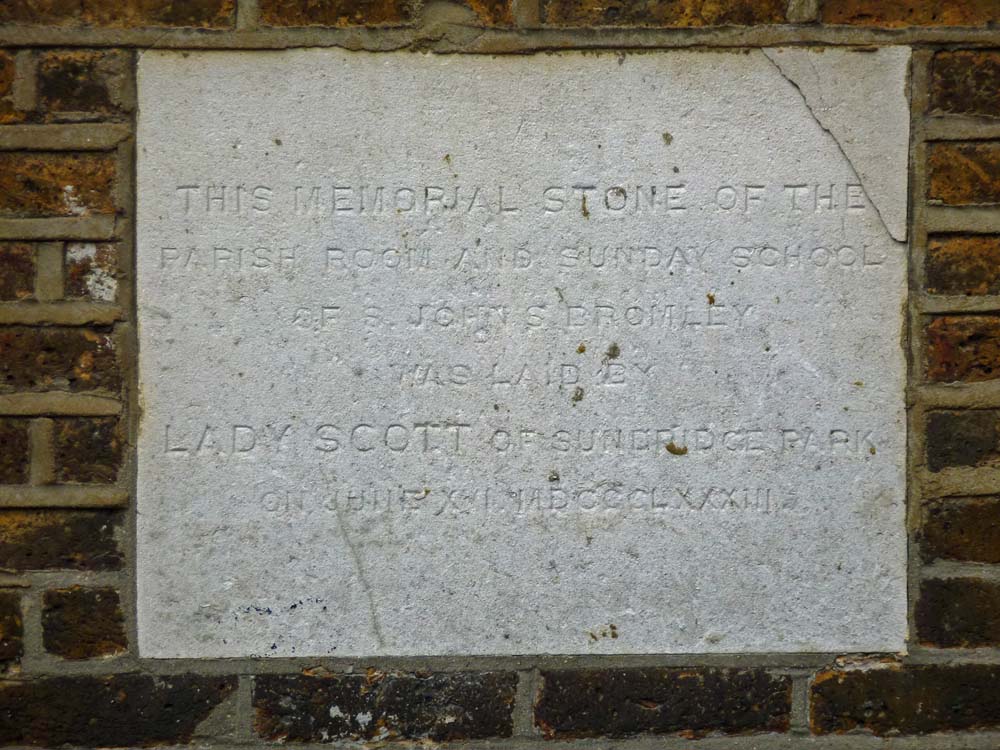 THIS MEMORIAL STONE OF THE
PARISH ROOM AND SUNDAY SCHOOL
OF S. JOHN'S BROMLEY
WAS LAID BY
LADY SCOTT OF SUNDRIDGE PARK
ON JUNE XVI. MDCCCLXXXIII.